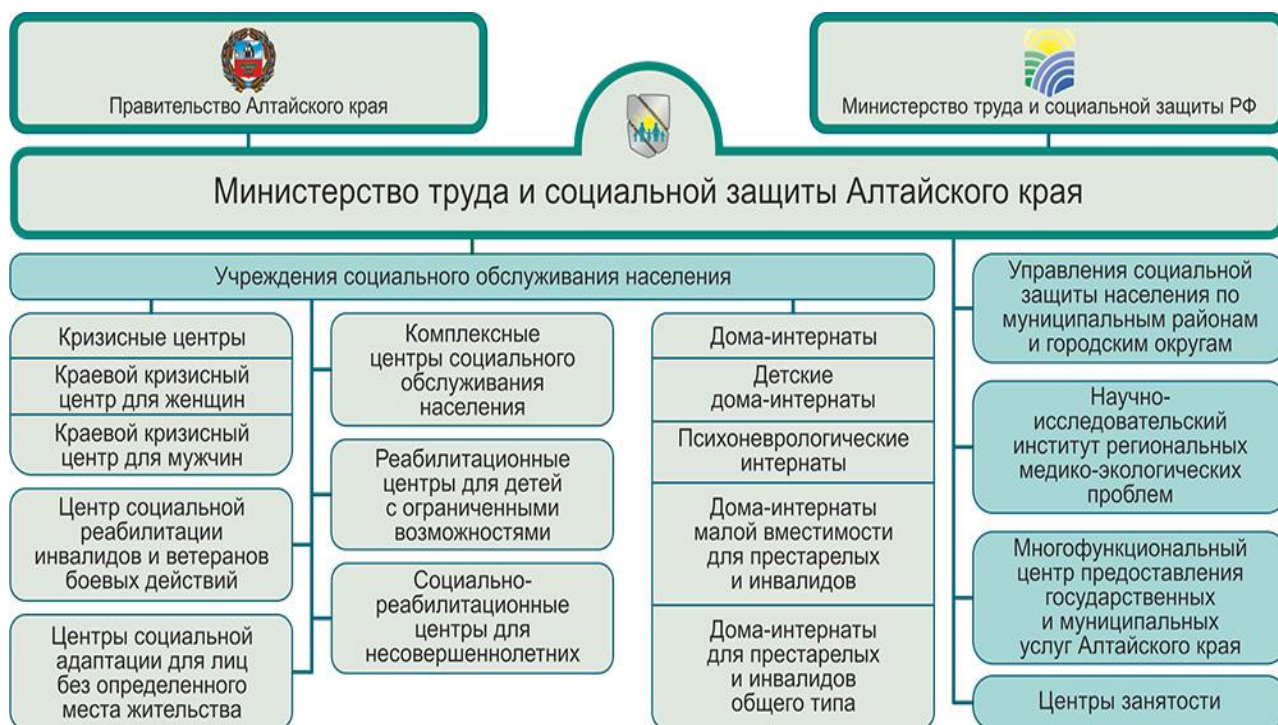 Правительство Алтайского края
Министерство труда и социальной защиты РФ
Министерство труда и социальной защиты Алтайского края
Учреждения социального обслуживания населения
Кризисные центры
Краевой кризисный
центр для женщин
Краевой кризисный
центр для мужчин
Центр социальной
реабилитации
инвалидов и ветеранов
боевых действий
Центры социальной
адаптации для лиц
без определенного
места жительства
Комплексные
центры социального
обслуживания
населения
Реабилитационные
центры для детей
с ограниченными
возможностями
Социально-
реабилитационные
центры для
несовершеннолетних
Дома-интернаты
Детские
дома-интернаты
Психоневрологические
интернаты
Дома-интернаты
малой вместимости
для престарелых
и инвалидов
Дома-интернаты
для престарелых
и инвалидов
общего типа
Управления социальной
защиты населения по
муниципальным районам
и городским округам
Научно-
исследовательский
институт региональных
медико-экологических
проблем
Многофункциональный
центр предоставления
государственных
и муниципальных
услуг Алтайского края
Центры занятости